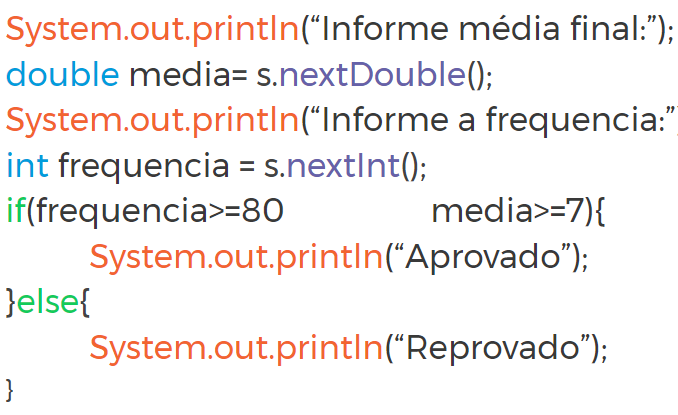 System.out.println(“Informe média final:”);
double media= s.nextDouble();
System.out.println(“Informe a frequencia:”)
int frequencia = s.nextInt();
if(frequencia>=80 media>=7){
System.out.println(“Aprovado”);
}else{
System.out.println(“Reprovado”);
}